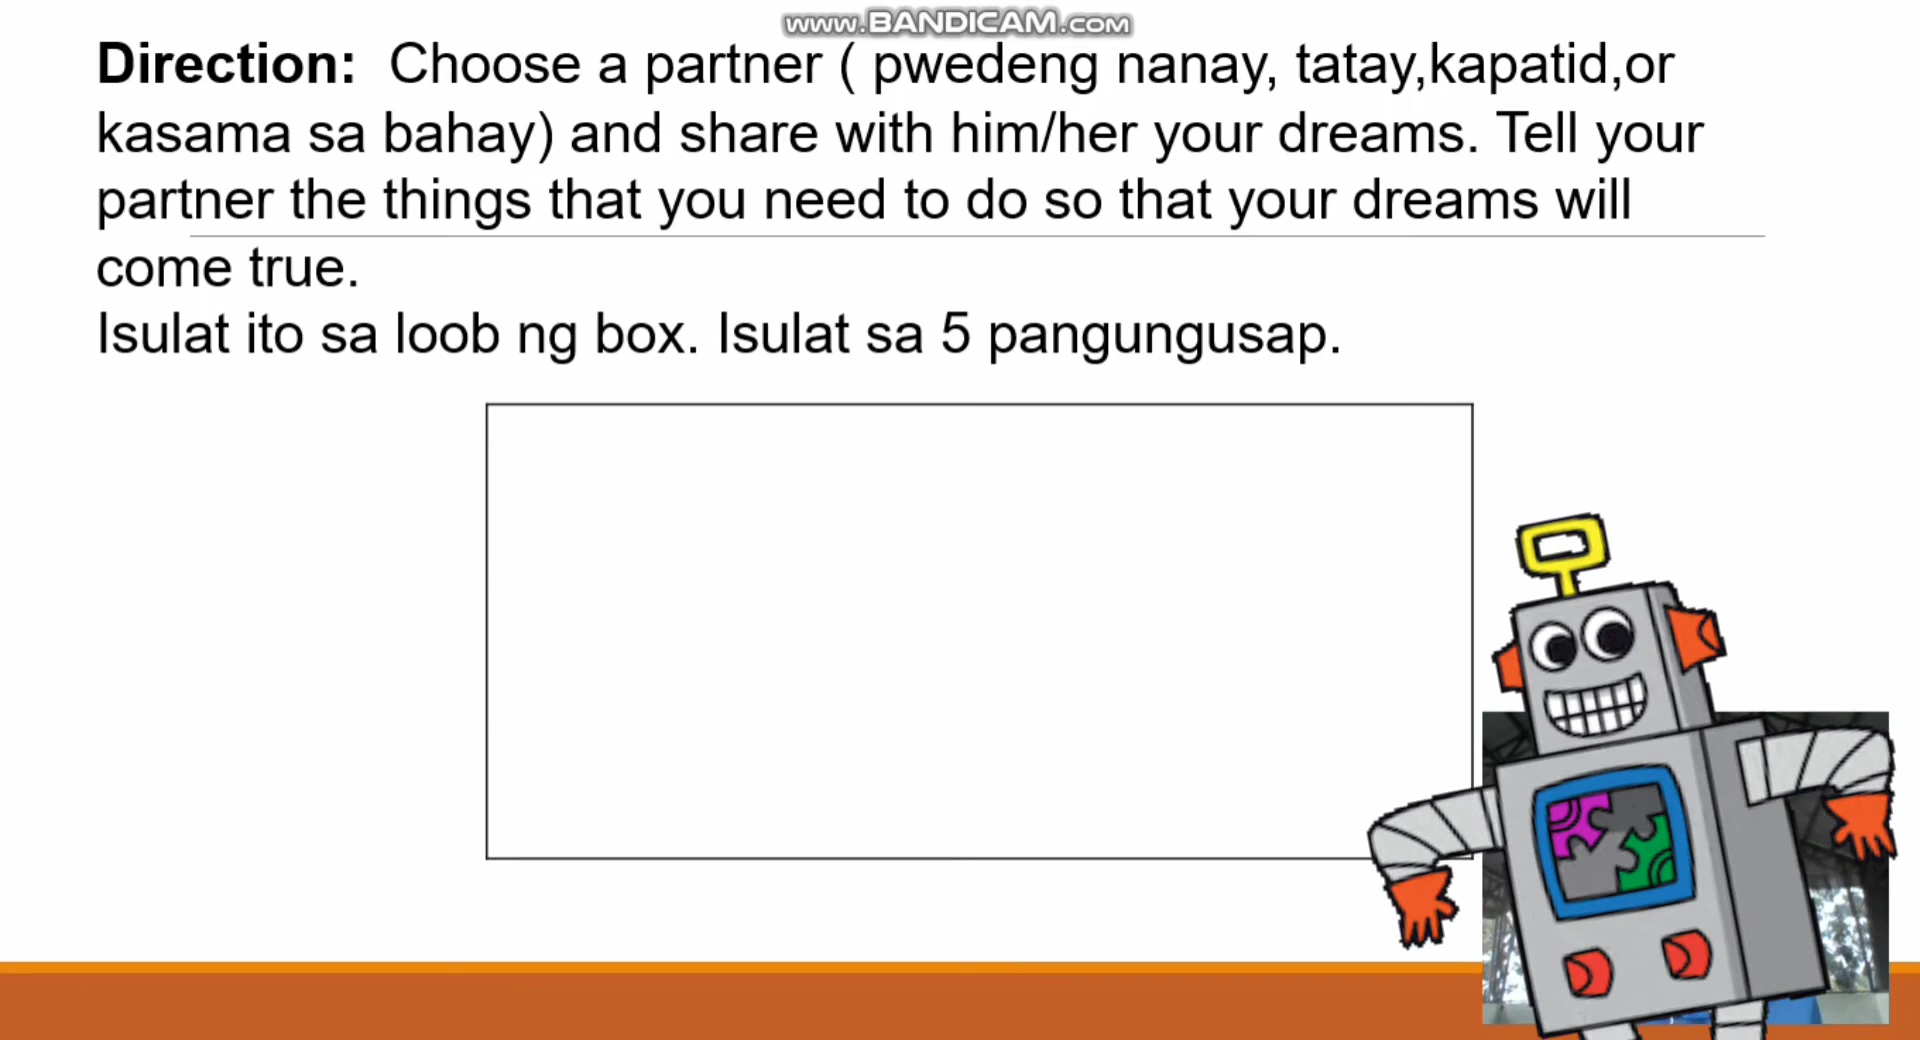 www.BANDICAM.com
Direction: Choose a partner ( pwedeng nanay, tatay,kapatid,or
kasama sa bahay) and share with him/her your dreams. Tell your
partner the things that you need to do so that your dreams will
come true.
Isulat ito sa loob ng box. Isulat sa 5 pangungusap.